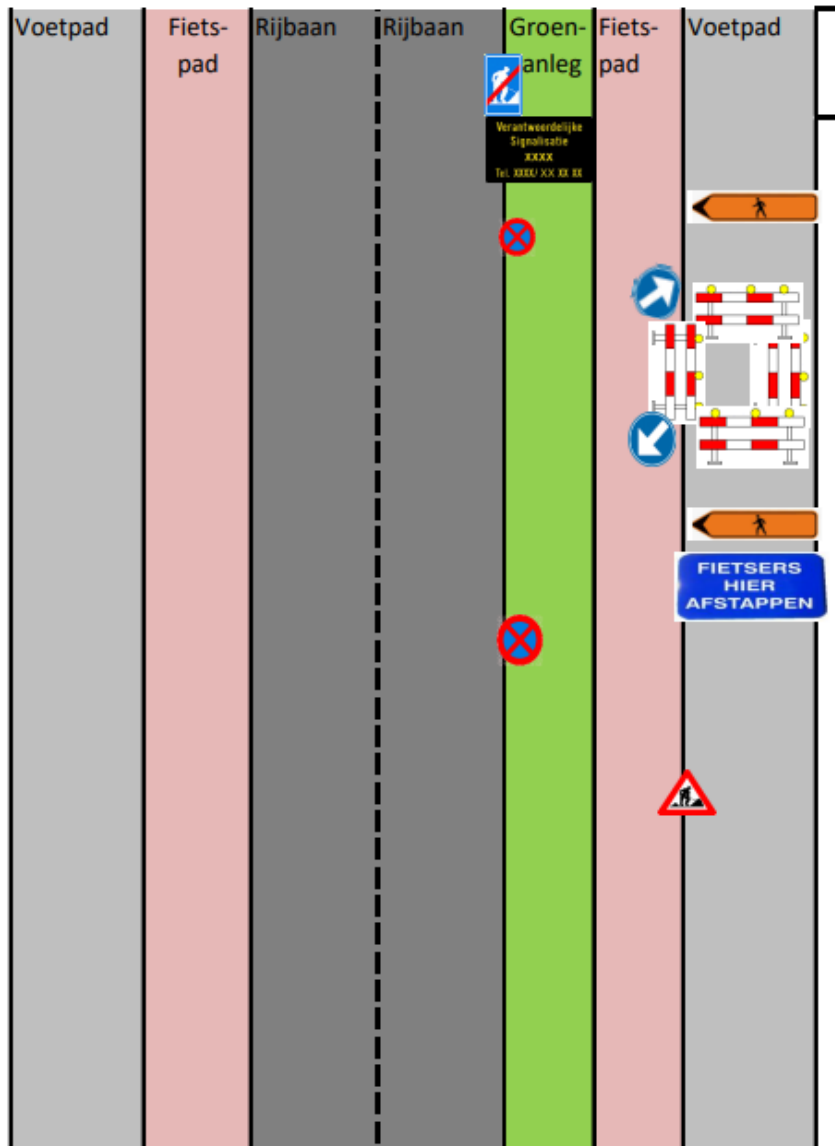 Voetpad
Fiets-
pad
Rijbaan
Rijbaan
Groen-
anleg
Fiets-
pad
Voetpad
Verantwoordelijke
Signalisatie
XXXX
Tel. XXXX/ XX XX XX
FIETSERS
HIER
AFSTAPPEN